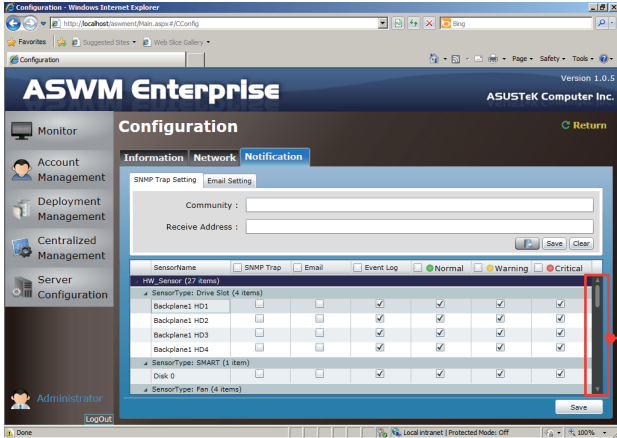 Configuration - Windows Internet Explorer
http://localhost/aswment/Main.aspx#/CConfig
Bing
Favorites Suggested Sites Web Slice Gallery
Configuration
Page Safety Tools
ASWM Enterprise
Version 1.0.5
ASUSTeK Computer Inc.
Monitor
Account Management
Deployment Management
Centralized Management
Server Configuration
Administrator
LogOut
Configuration
Return
Information Network Notification
SNMP Trap Setting Email Setting
Community :
Receive Address :
Save Clear
SensorName SNMP Trap Email Event Log Normal Warning Critical
HW_Sensor (27 items)
SensorType: Drive Slot (4 items)
Backplane1 HD1
Backplane1 HD2
Backplane1 HD3
Backplane1 HD4
SensorType: SMART (1 item)
Disk 0
SensorType: Fan (4 items)
Save
Done
Local intranet | Protected Mode: Off
100%